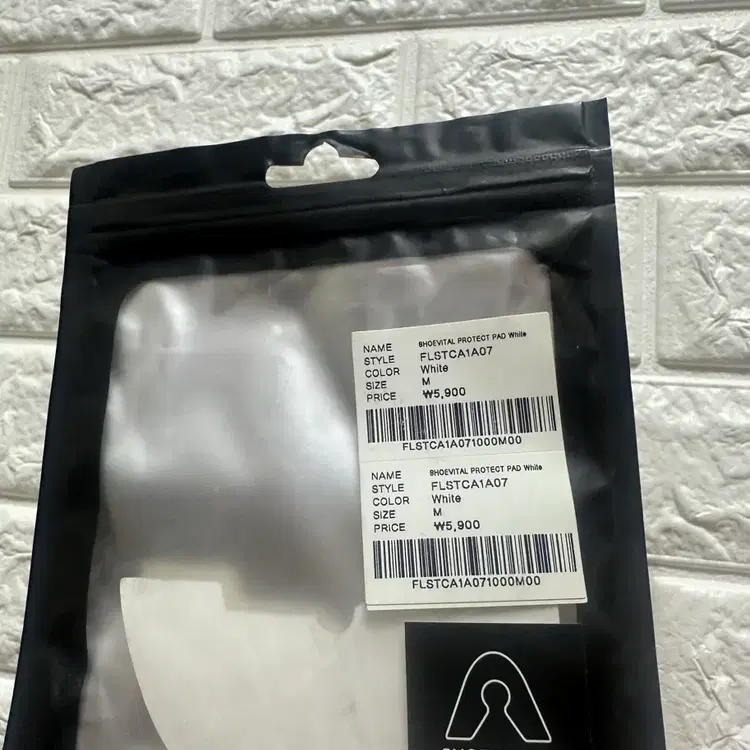 NAME SHOEVITAL PROTECT PAD White
STYLE FLSTCA1A07
COLOR White
SIZE M
PRICE ₩5,900
FLSTCA1A071000M00
NAME SHOEVITAL PROTECT PAD White
STYLE FLSTCA1A07
COLOR White
SIZE M
PRICE ₩5,900
FLSTCA1A071000M00